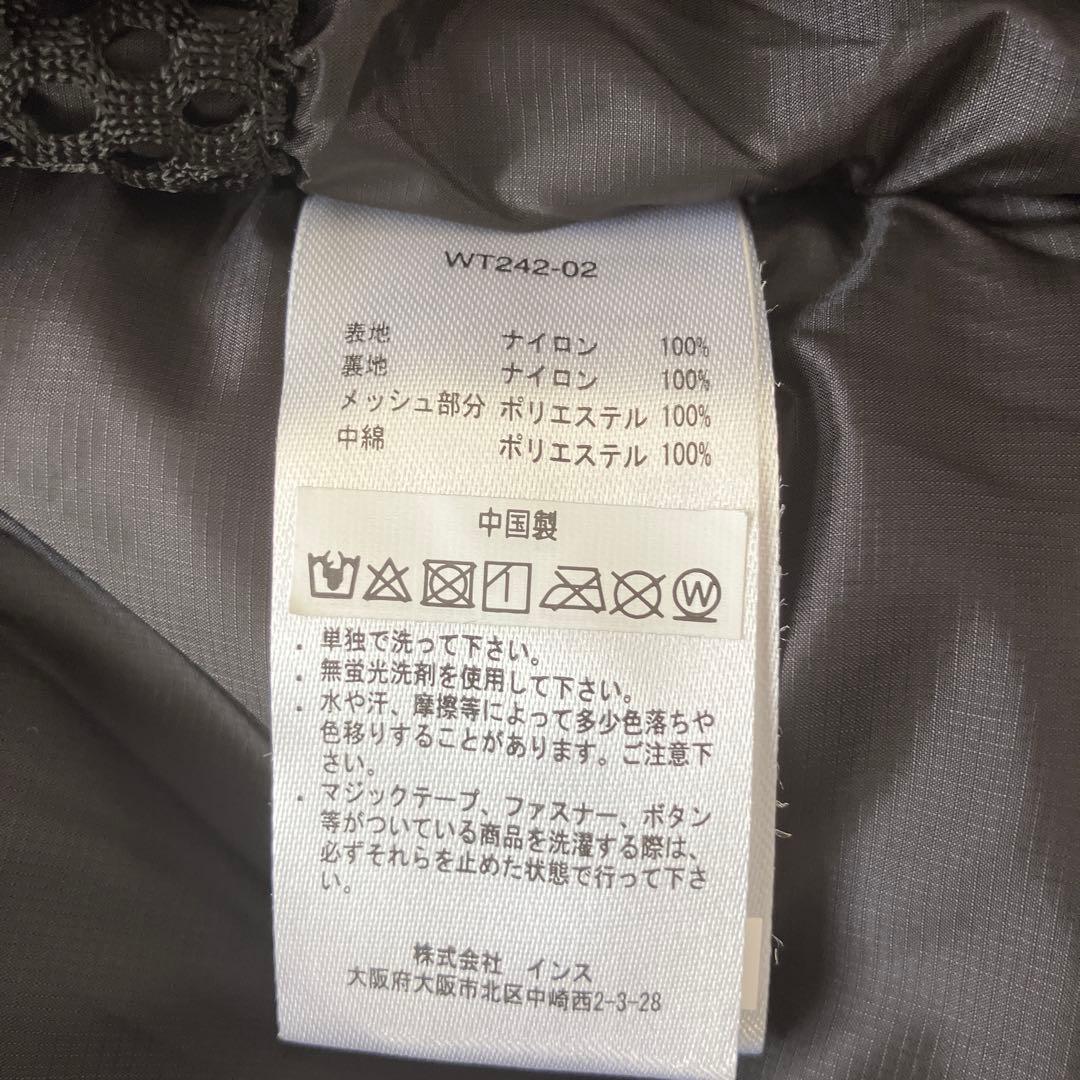 WT242-02
表地 ナイロン 100%
裏地 ナイロン 100%
メッシュ部分 ポリエステル 100%
中綿 ポリエステル 100%
中国製
W
. 単独で洗って下さい。
. 無蛍光洗剤を使用して下さい。
. 水や汗、摩擦等によって多少色落ちや
色移りすることがあります。ご注意下
さい。
. マジックテープ、ファスナー、ボタン
等がついている商品を洗濯する際は、
必ずそれらを止めた状態で行って下さ
い。
株式会社 インス
大阪府大阪市北区中崎西2-3-28